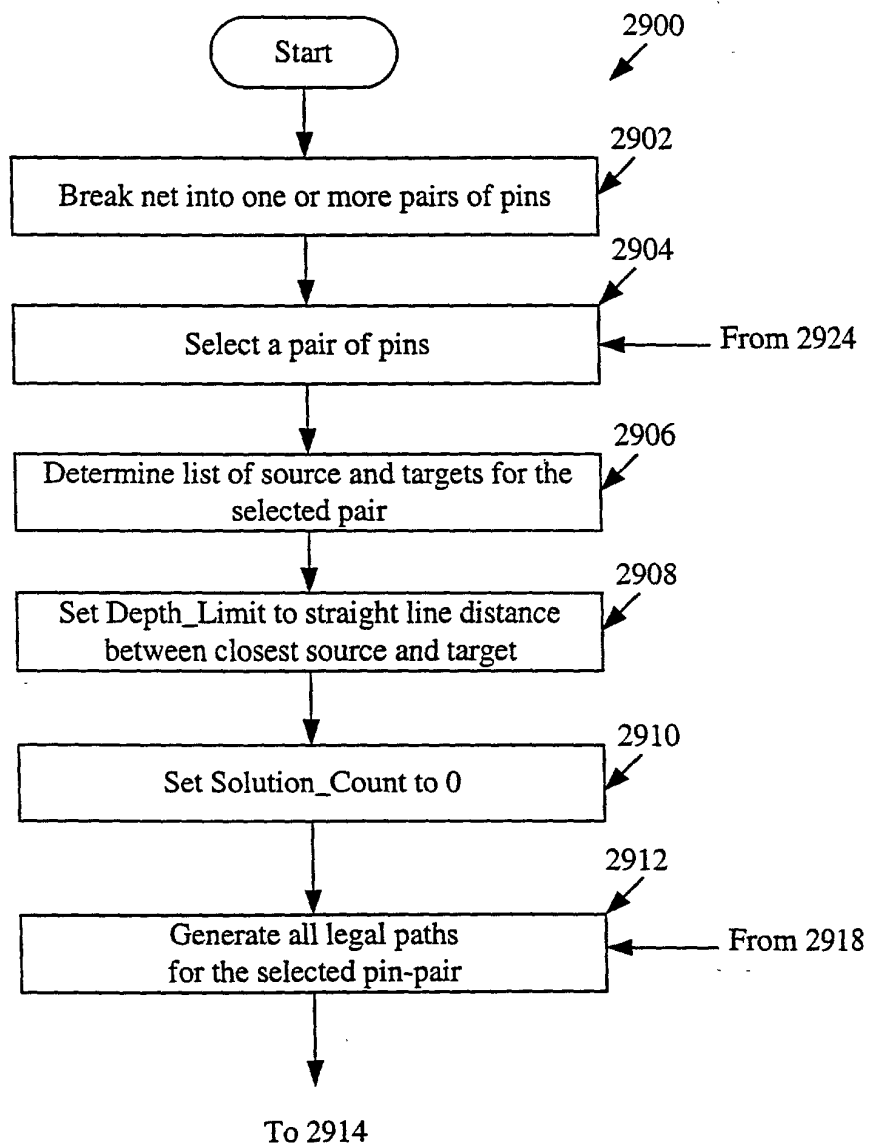 2900
Start
2902
Break net into one or more pairs of pins
2904
Select a pair of pins
From 2924
2906
Determine list of source and targets for the
selected pair
2908
Set Depth_Limit to straight line distance
between closest source and target
2910
Set Solution_Count to 0
2912
Generate all legal paths
for the selected pin-pair
From 2918
To 2914